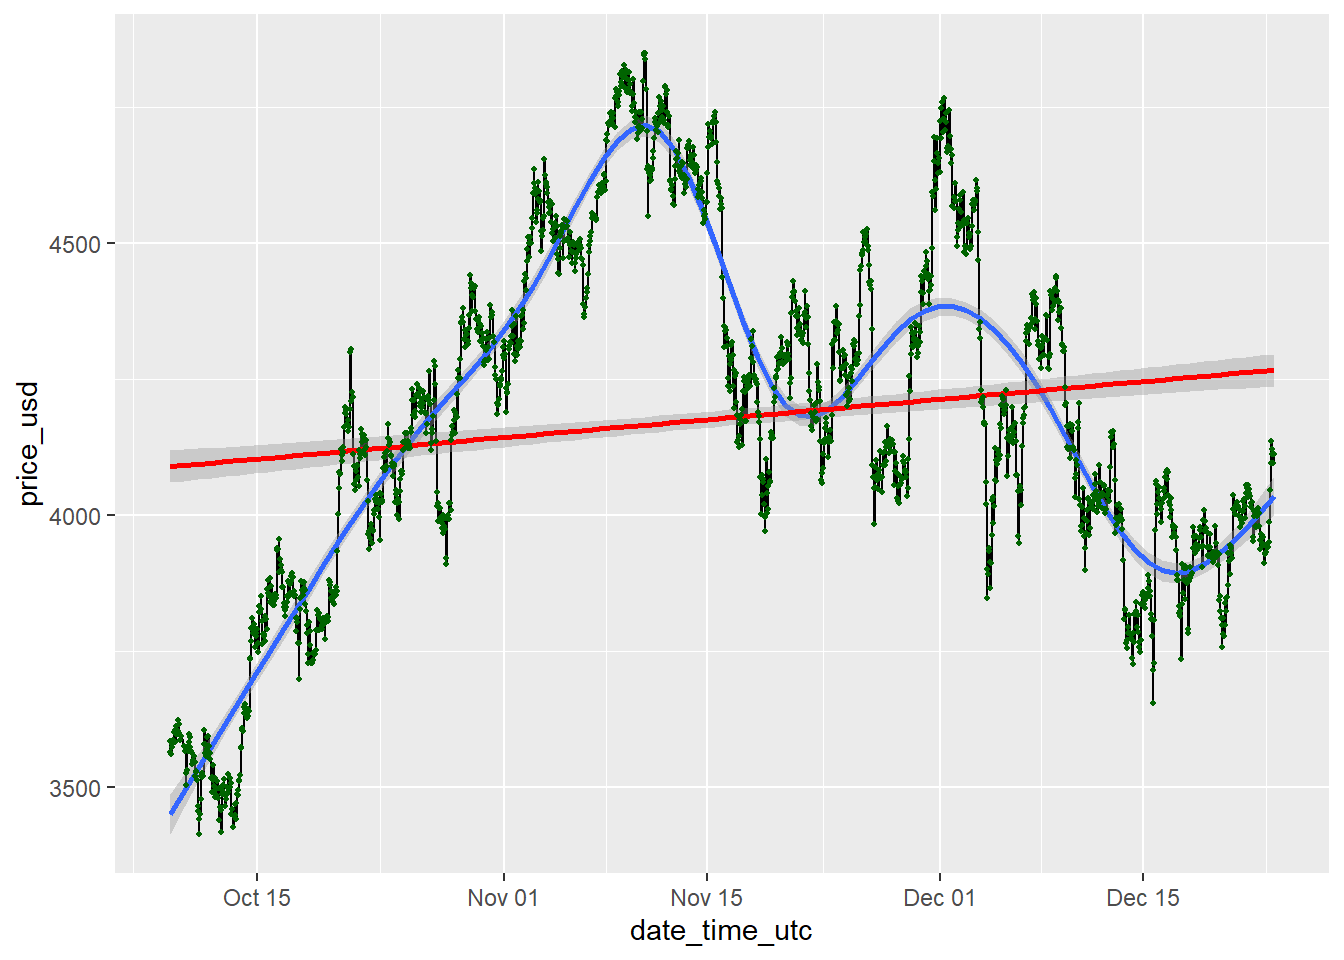 price_usd
4500
4000
3500
Oct 15
Nov 01
Nov 15
Dec 01
Dec 15
date_time_utc